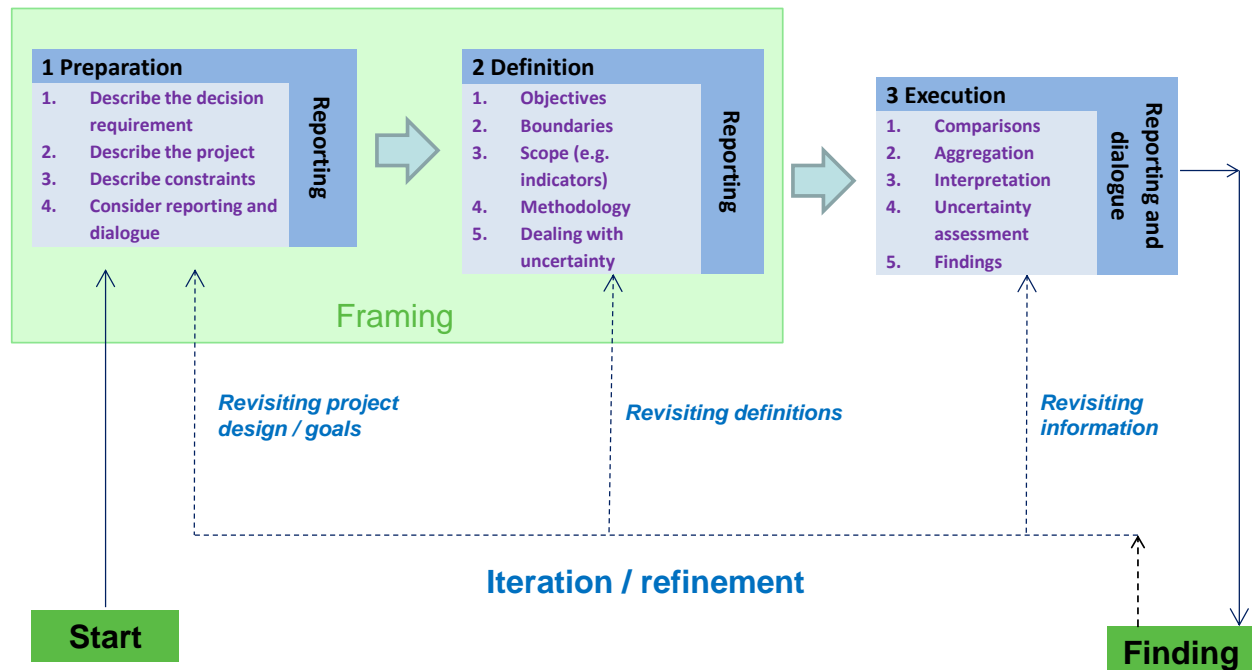 1 Preparation
1. Describe the decision
requirement
2. Describe the project
3. Describe constraints
4. Consider reporting and
dialogue
Reporting
2 Definition
1. Objectives
2. Boundaries
3. Scope (e.g.
indicators)
4. Methodology
5. Dealing with
uncertainty
Reporting
3 Execution
1. Comparisons
2. Aggregation
3. Interpretation
4. Uncertainty
assessment
5. Findings
Reporting and
dialogue
Framing
Revisiting project
design / goals
Revisiting definitions
Revisiting
information
Iteration / refinement
Start
Finding